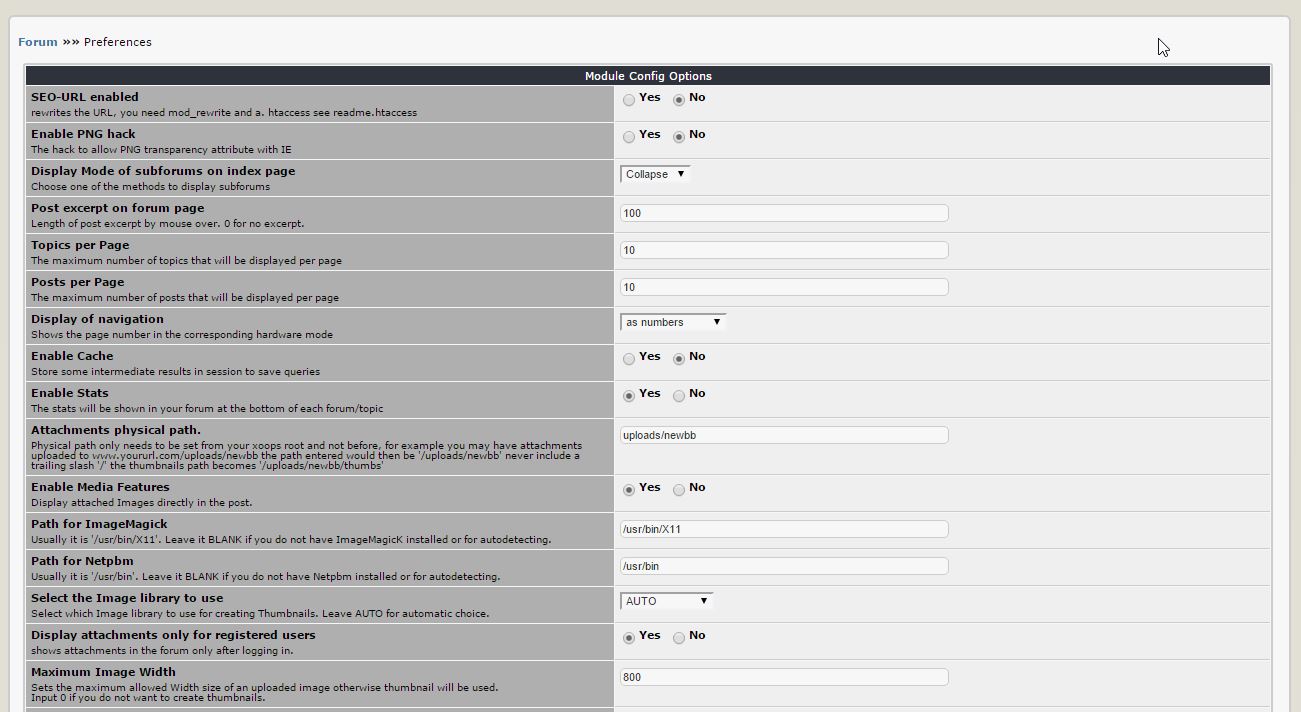 Forum »» Preferences
Module Config Options
SEO-URL enabled
rewrites the URL, you need mod_rewrite and a. htaccess see readme.htaccess
Yes No
Enable PNG hack
The hack to allow PNG transparency attribute with IE
Yes No
Display Mode of subforums on index page
Choose one of the methods to display subforums
Collapse
Post excerpt on forum page
Length of post excerpt by mouse over. 0 for no excerpt.
100
Topics per Page
The maximum number of topics that will be displayed per page
10
Posts per Page
The maximum number of posts that will be displayed per page
10
Display of navigation
Shows the page number in the corresponding hardware mode
as numbers
Enable Cache
Store some intermediate results in session to save queries
Yes No
Enable Stats
The stats will be shown in your forum at the bottom of each forum/topic
Yes No
Attachments physical path.
Physical path only needs to be set from your xoops root and not before, for example you may have attachments
uploaded to www.yoururl.com/uploads/newbb the path entered would then be '/uploads/newbb' never include a
trailing slash '/' the thumbnails path becomes '/uploads/newbb/thumbs'
uploads/newbb
Enable Media Features
Display attached Images directly in the post.
Yes No
Path for ImageMagick
Usually it is '/usr/bin/X11'. Leave it BLANK if you do not have ImageMagicK installed or for autodetecting.
/usr/bin/X11
Path for Netpbm
Usually it is '/usr/bin'. Leave it BLANK if you do not have Netpbm installed or for autodetecting.
/usr/bin
Select the Image library to use
Select which Image library to use for creating Thumbnails. Leave AUTO for automatic choice.
AUTO
Display attachments only for registered users
shows attachments in the forum only after logging in.
Yes No
Maximum Image Width
Sets the maximum allowed Width size of an uploaded image otherwise thumbnail will be used.
Input 0 if you do not want to create thumbnails.
800